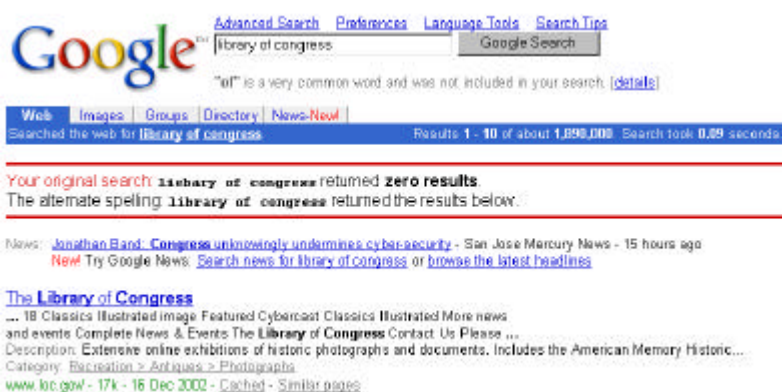 Advanced Search Preferences Language Tools Search Tips
Google™
library of congress Google Search
"of" is a very common word and was not included in your search. [details]
Web Images Groups Directory News-New!
Searched the web for library of congress. Results 1 - 10 of about 1,890,000. Search took 0.09 seconds.
Your original search: liebary of congress returned zero results.
The alternate spelling: library of congress returned the results below.
News: Jonathan Band: Congress unknowingly undermines cyber-security - San Jose Mercury News - 15 hours ago
New! Try Google News: Search news for library of congress or browse the latest headlines
The Library of Congress
... 18 Classics Illustrated image Featured Cybercast Classics Illustrated More news
and events Complete News & Events The Library of Congress Contact Us Please ...
Description: Extensive online exhibitions of historic photographs and documents. Includes the American Memory Historic...
Category: Recreation > Antiques > Photographs
www.loc.gov/ - 17k - 16 Dec 2002 - Cached - Similar pages